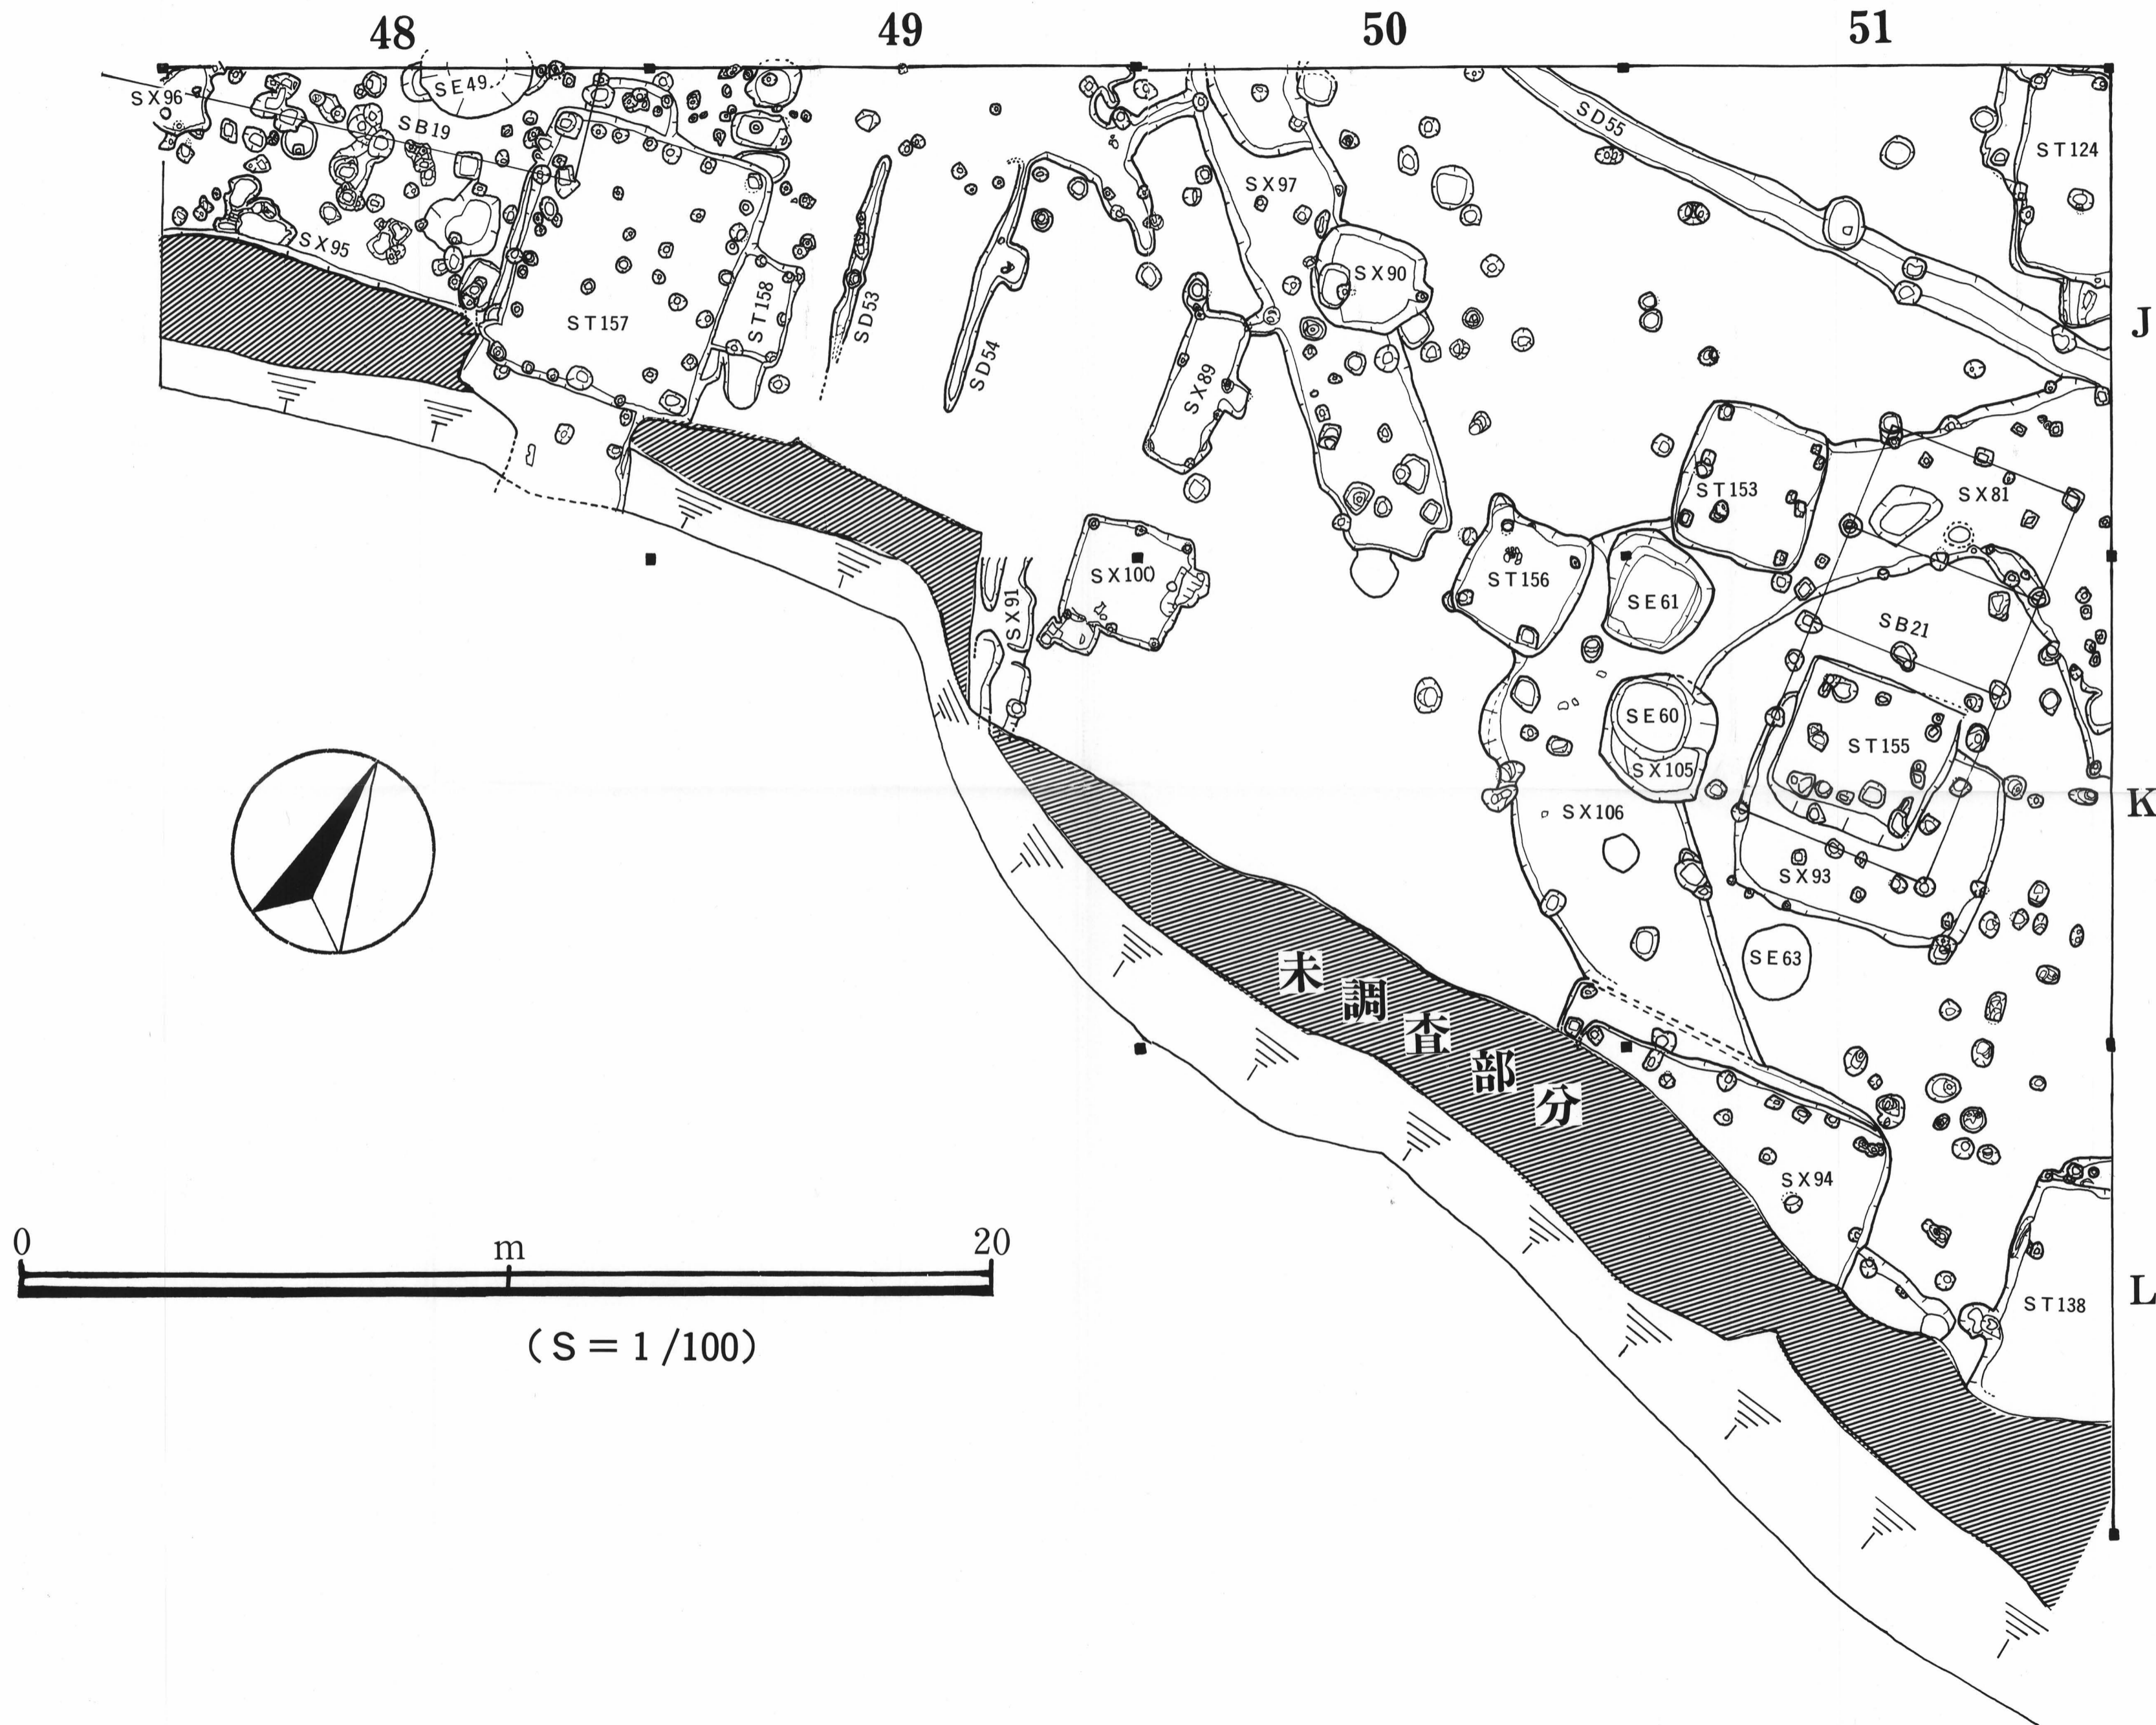 48
49
50
51
SX96
SE49
SB19
SD55
ST124
SX97
SX95
SX90
ST157
ST158
SD53
SD54
J
SX89
ST153
SX81
SX100
ST156
SX91
SE61
SB21
SE60
ST155
SX105
K
SX106
SX93
SE63
未調査部分
SX94
0 m 20
L
ST138
(S=1/100)